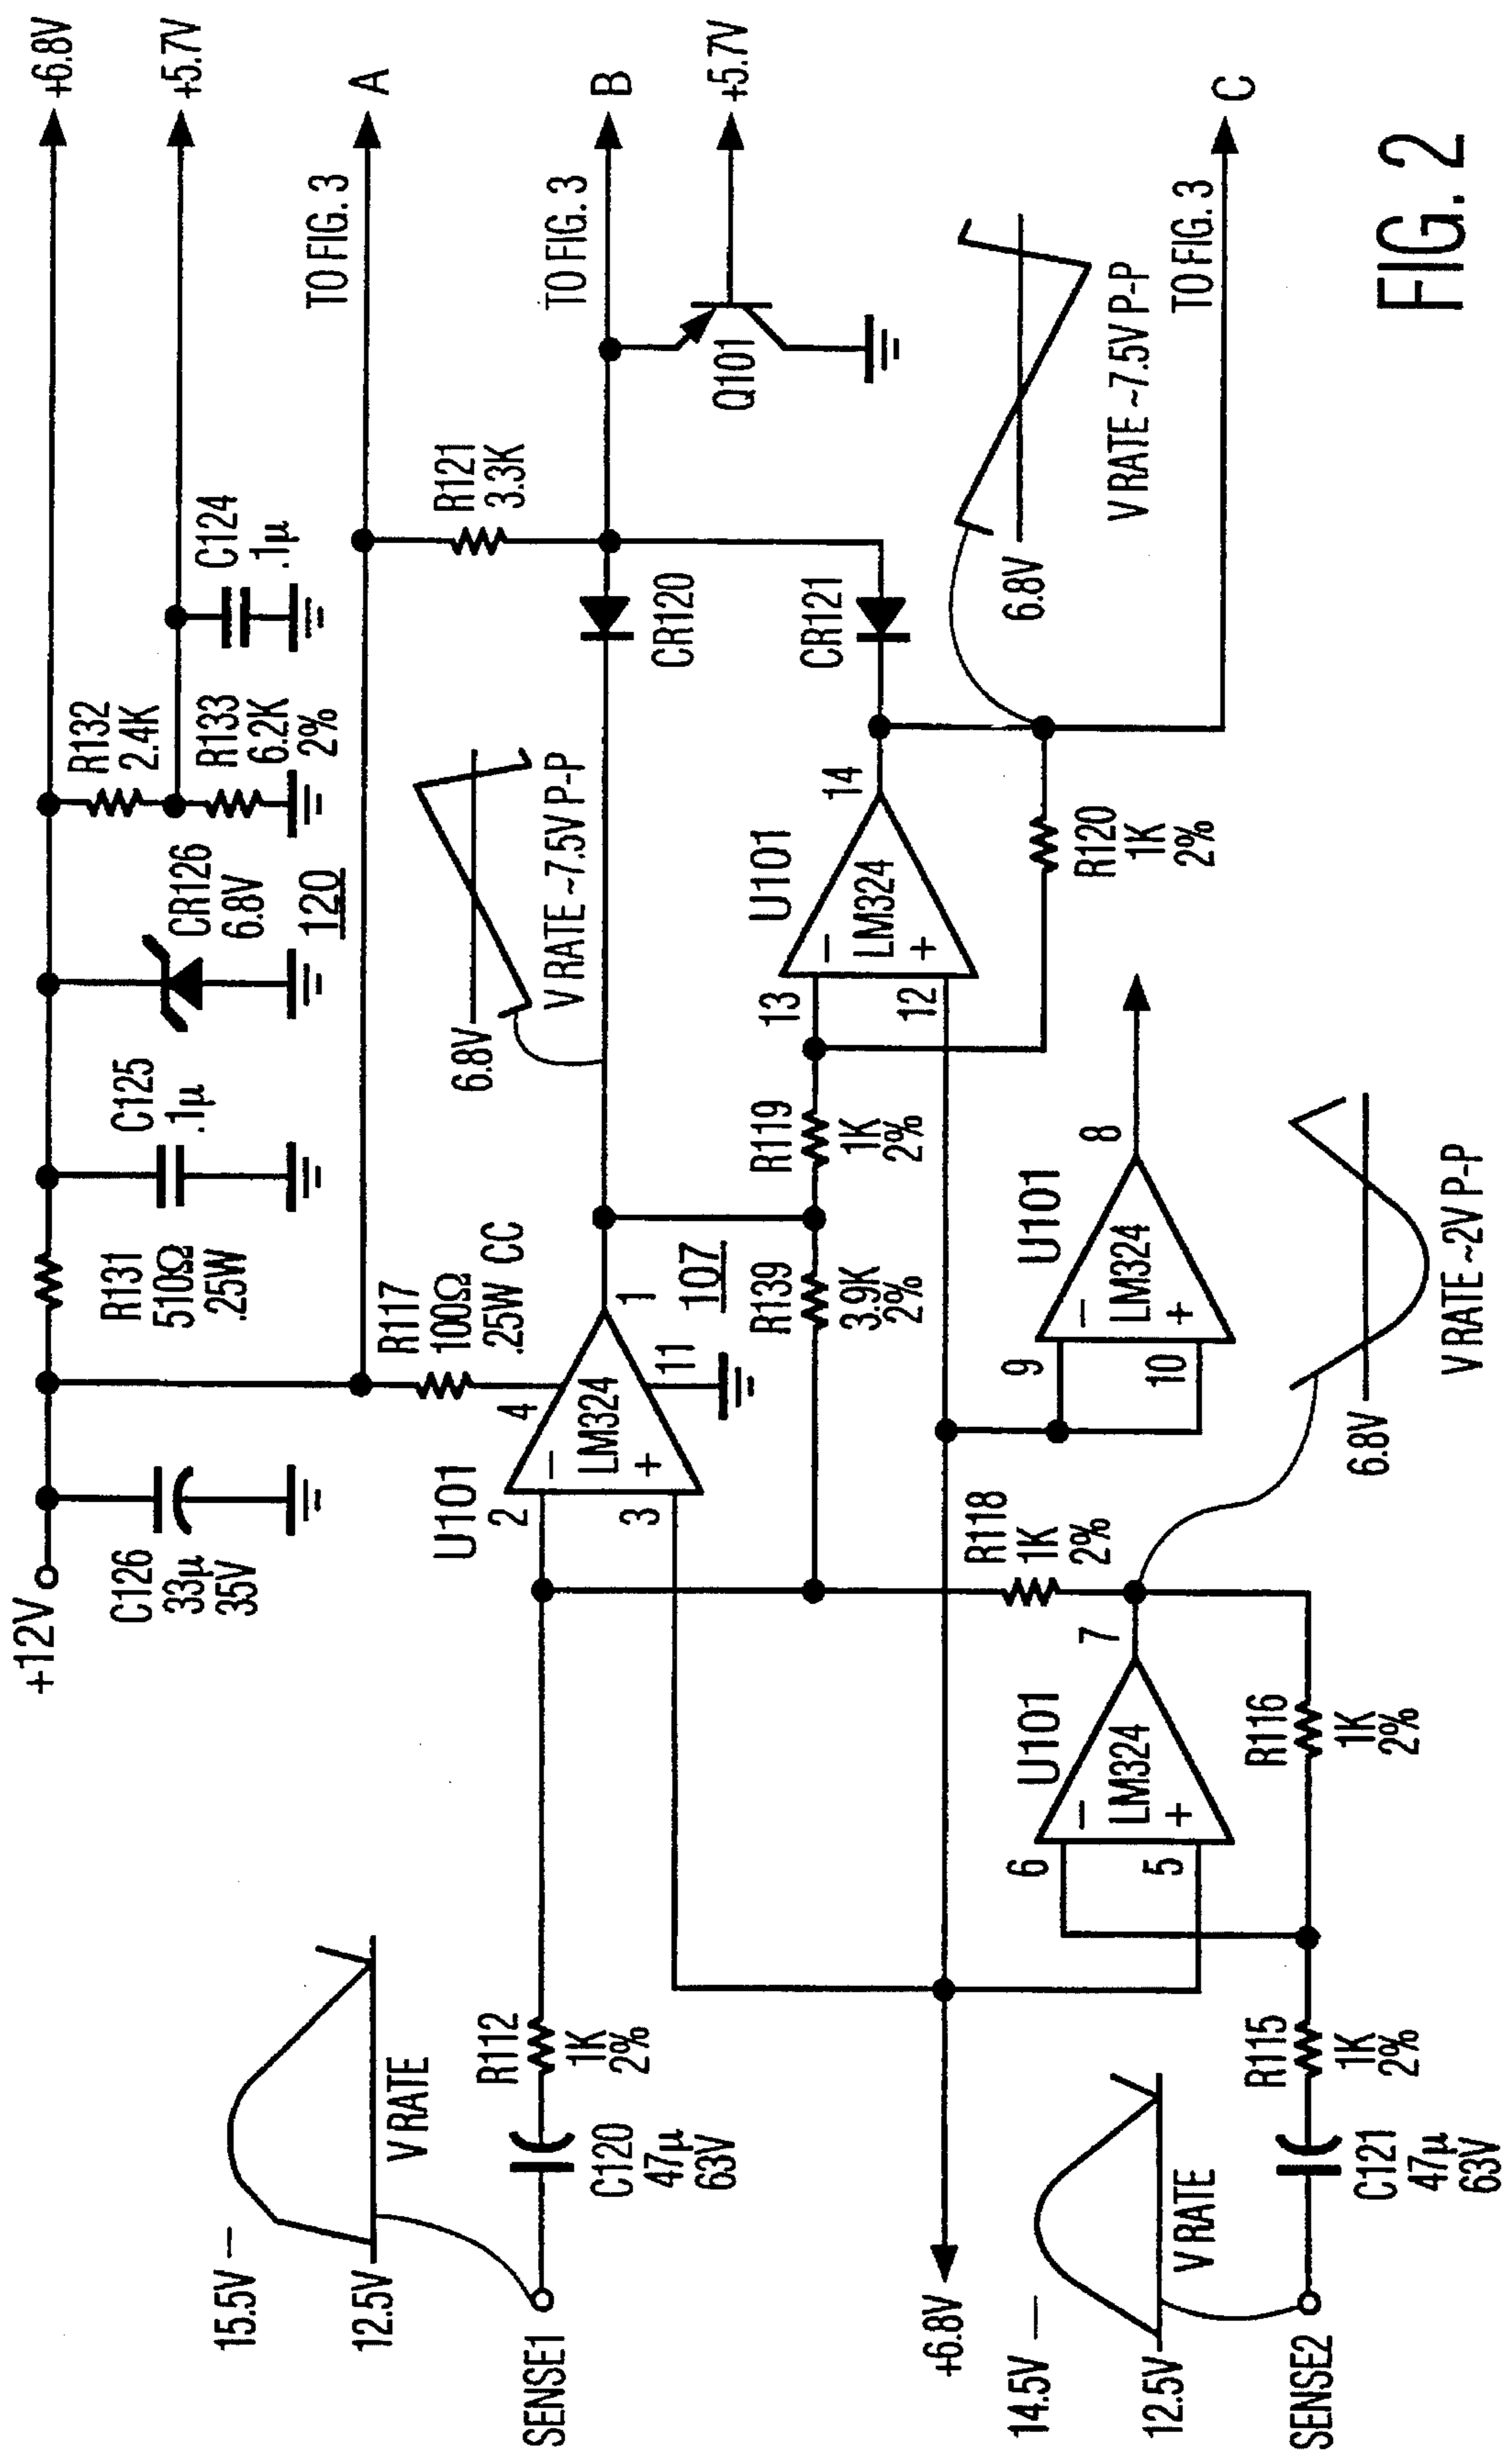 +12V
C126
33µ
35V
R131
510Ω
.25W
C125
.1µ
CR126
6.8V
120
R132
2.4K
R133
6.2K
2%
C124
.1µ
+6.8V
+5.7V
TO FIG. 3
A
R117
100Ω
.25W CC
R121
3.3K
15.5V
12.5V
V RATE
SENSE1
C120
47µ
63V
R112
1K
2%
U101
2
3
4
LM324
−
+
1
11
107
6.8V
V RATE ~7.5V P-P
CR120
TO FIG. 3
B
Q101
+5.7V
R139
3.9K
2%
R119
1K
2%
U101
13
12
LM324
−
+
14
CR121
R120
1K
2%
6.8V
V RATE ~7.5V P-P
TO FIG. 3
C
+6.8V
R118
1K
2%
U101
9
10
LM324
−
+
8
14.5V
12.5V
V RATE
SENSE2
C121
47µ
63V
R115
1K
2%
U101
6
5
LM324
−
+
7
R116
1K
2%
6.8V
V RATE ~2V P-P
FIG. 2